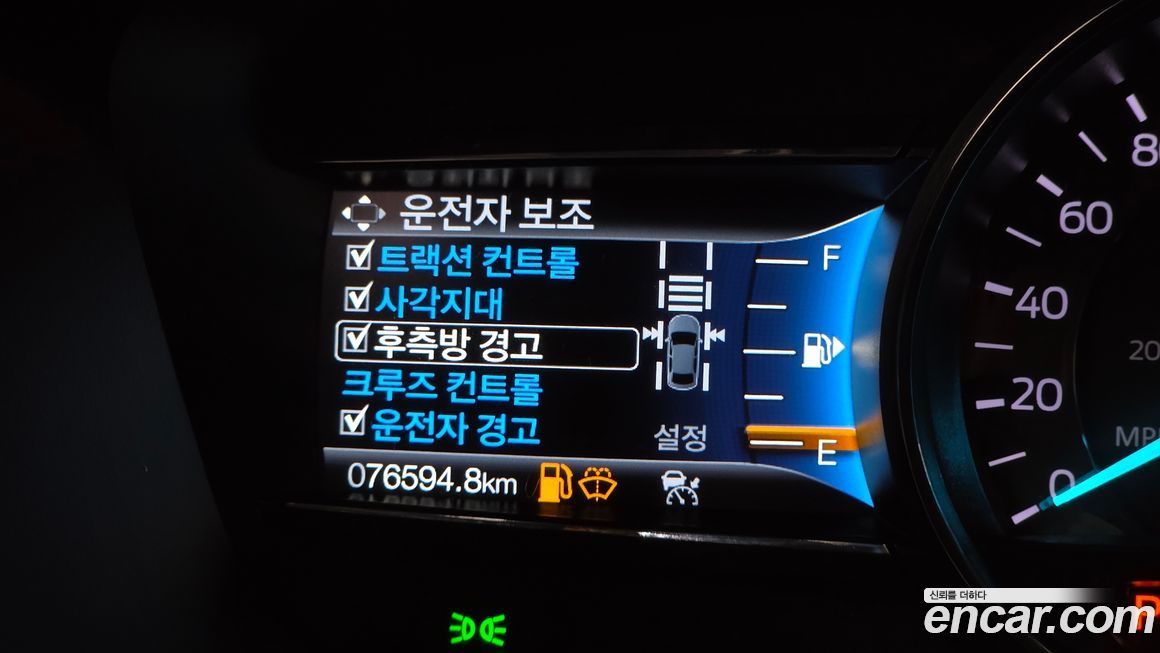 운전자 보조
트랙션 컨트롤
사각지대
후측방 경고
크루즈 컨트롤
운전자 경고
설정
076594.8km
F
E
80
60
40
20
0
20
신뢰를 더하다
encar.com